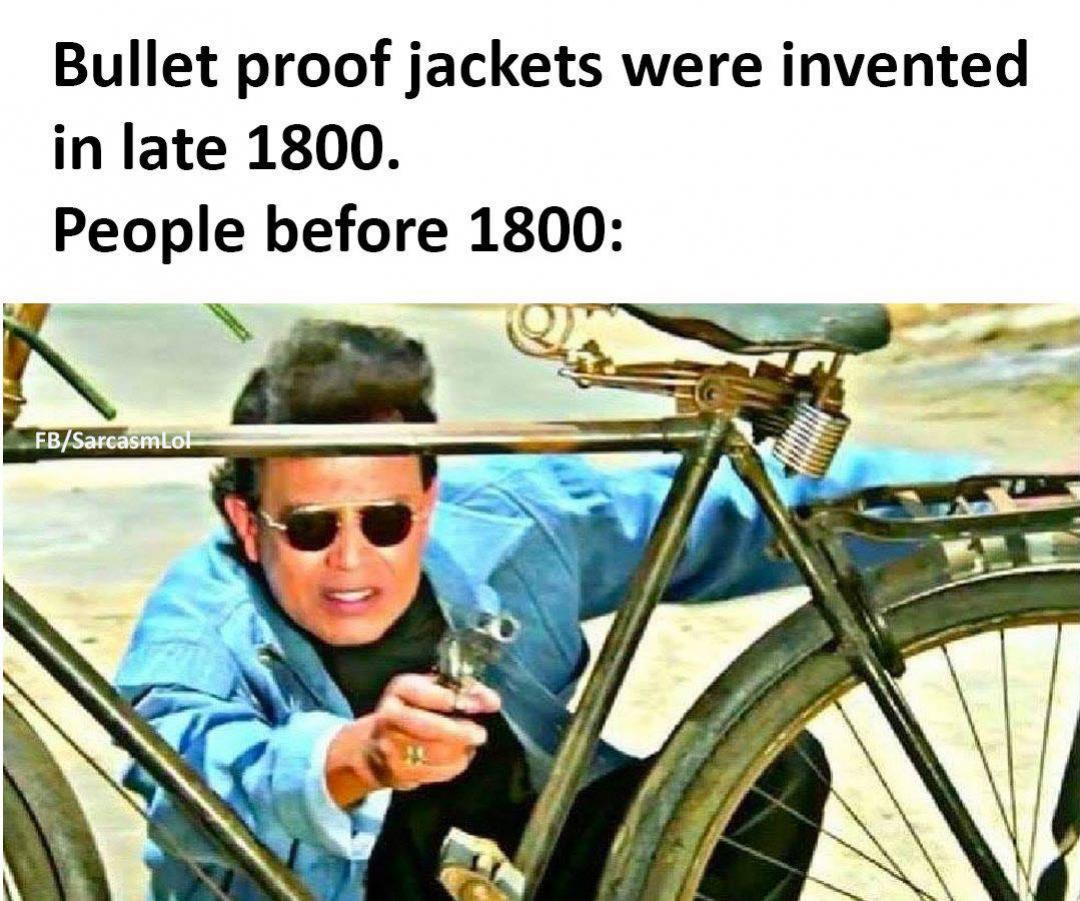 Bullet proof jackets were invented
in late 1800.
People before 1800:
FB/SarcasmLol